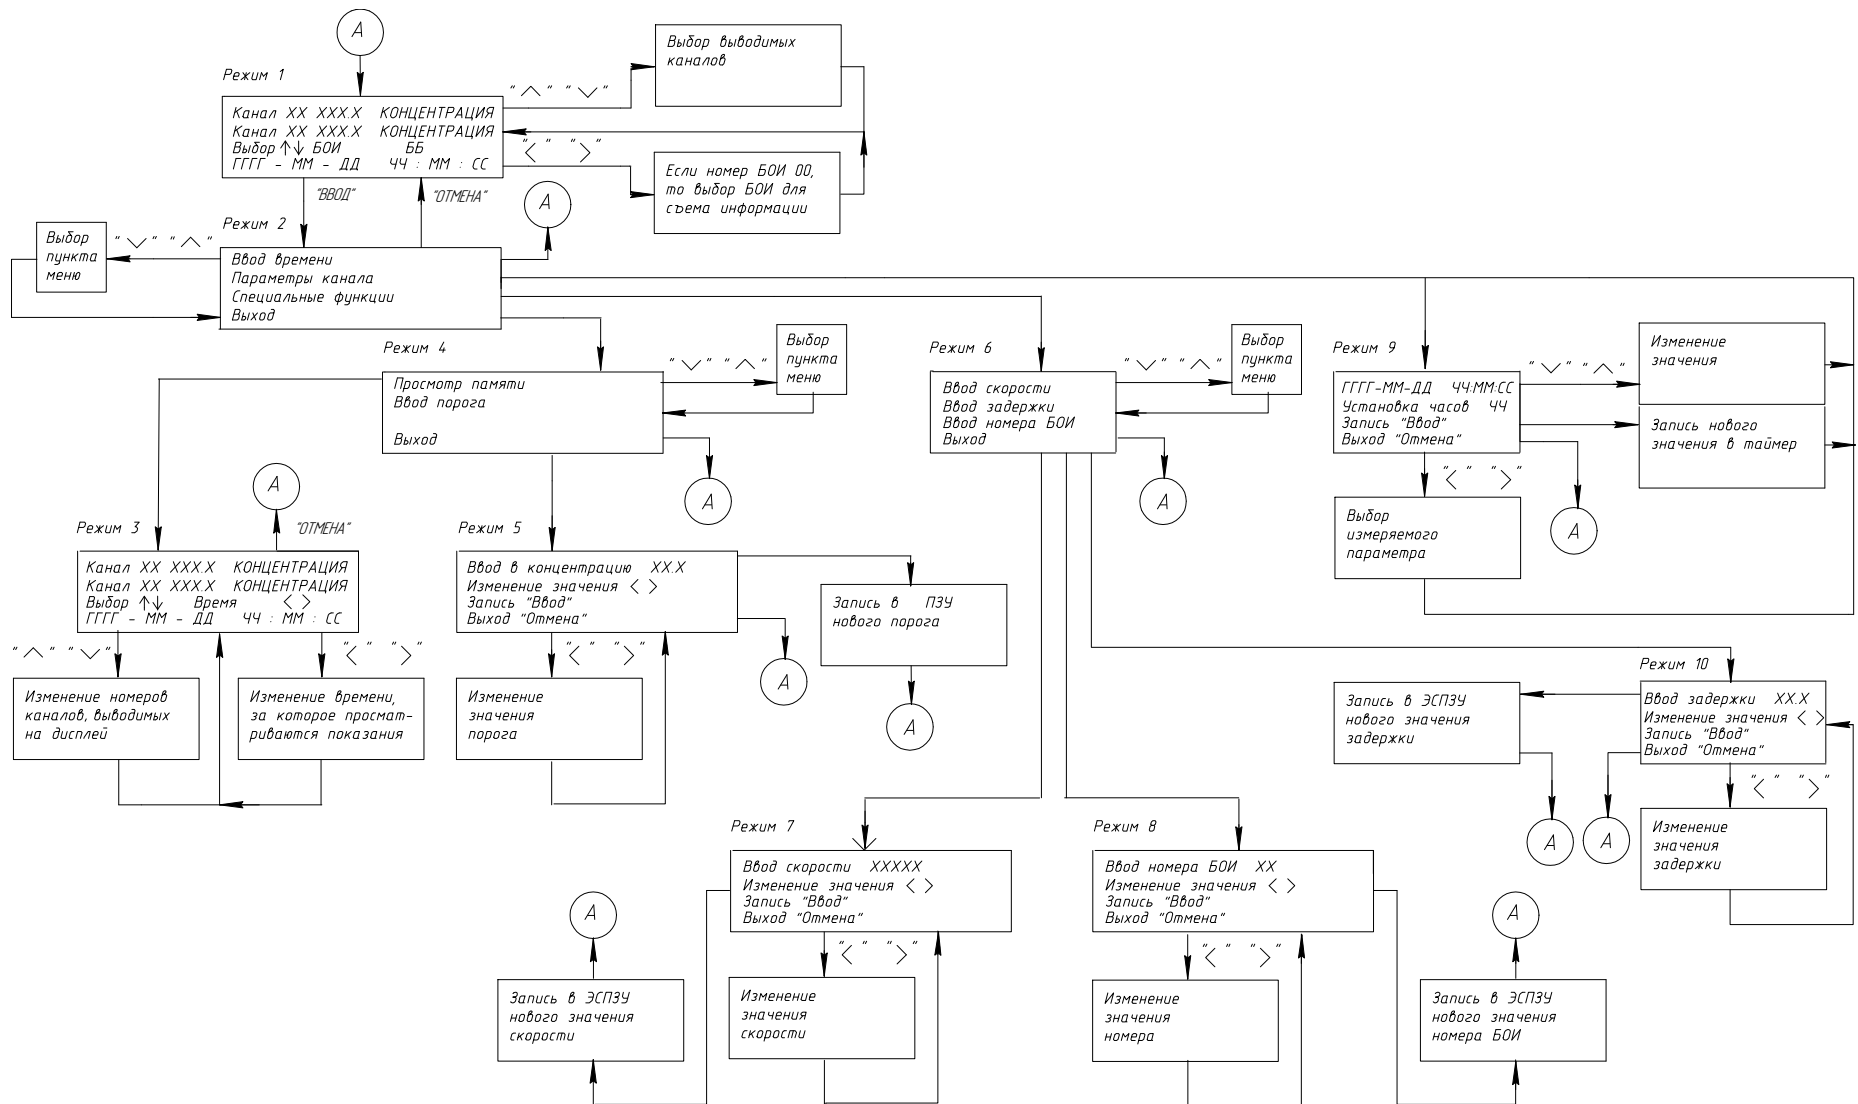 А
Режим 1
Канал ХХ ХХХ.Х КОНЦЕНТРАЦИЯ
Канал ХХ ХХХ.Х КОНЦЕНТРАЦИЯ
Выбор ↑↓ БОИ ББ
ГГГГ - ММ - ДД ЧЧ : ММ : СС
"︿" "﹀"
Выбор выводимых
каналов
"< " " >"
Если номер БОИ 00,
то выбор БОИ для
съема информации
"ВВОД"
"ОТМЕНА"
А
Режим 2
Выбор
пункта
меню
"﹀" "︿"
Ввод времени
Параметры канала
Специальные функции
Выход
Режим 4
Просмотр памяти
Ввод порога
Выход
"﹀" "︿"
Выбор
пункта
меню
А
Режим 6
Ввод скорости
Ввод задержки
Ввод номера БОИ
Выход
"﹀" "︿"
Выбор
пункта
меню
А
Режим 9
ГГГГ-ММ-ДД ЧЧ:ММ:СС
Установка часов ЧЧ
Запись "Ввод"
Выход "Отмена"
"﹀" "︿"
Изменение
значения
Запись нового
значения в таймер
"< " " >"
А
Выбор
измеряемого
параметра
А
"ОТМЕНА"
Режим 3
Канал ХХ ХХХ.Х КОНЦЕНТРАЦИЯ
Канал ХХ ХХХ.Х КОНЦЕНТРАЦИЯ
Выбор ↑↓ Время < >
ГГГГ - ММ - ДД ЧЧ : ММ : СС
"︿" "﹀"
"< " " >"
Изменение номеров
каналов, выводимых
на дисплей
Изменение времени,
за которое просмат-
риваются показания
Режим 5
Ввод в концентрацию ХХ.Х
Изменение значения < >
Запись "Ввод"
Выход "Отмена"
"< " " >"
Изменение
значения
порога
А
Запись в ПЗУ
нового порога
А
Режим 10
Ввод задержки ХХ.Х
Изменение значения < >
Запись "Ввод"
Выход "Отмена"
Запись в ЭСПЗУ
нового значения
задержки
А
А
"< " " >"
Изменение
значения
задержки
Режим 7
Ввод скорости ХХХХХ
Изменение значения < >
Запись "Ввод"
Выход "Отмена"
"< " " >"
А
Запись в ЭСПЗУ
нового значения
скорости
Изменение
значения
скорости
Режим 8
Ввод номера БОИ ХХ
Изменение значения < >
Запись "Ввод"
Выход "Отмена"
"< " " >"
Изменение
значения
номера
А
Запись в ЭСПЗУ
нового значения
номера БОИ